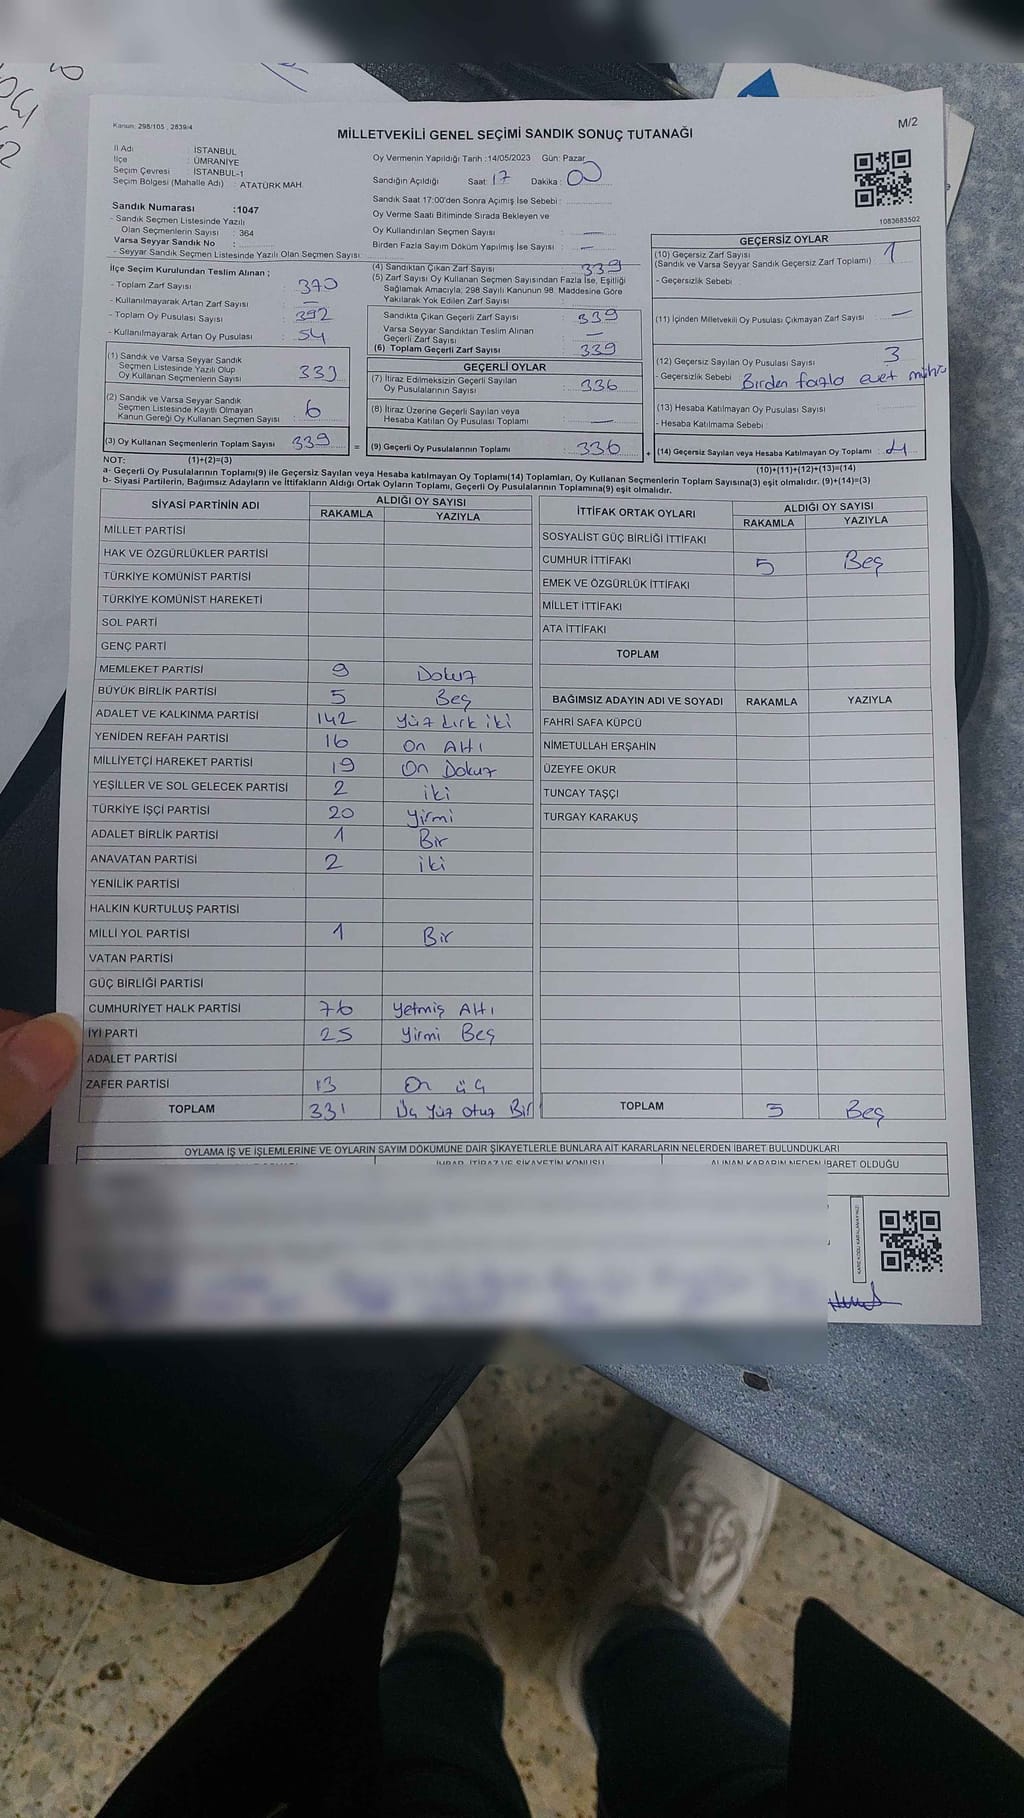 Kanun: 298/105 , 2839/4
M/2
MİLLETVEKİLİ GENEL SEÇİMİ SANDIK SONUÇ TUTANAĞI
İl Adı : İSTANBUL
İlçe : ÜMRANİYE
Seçim Çevresi : İSTANBUL-1
Seçim Bölgesi (Mahalle Adı) : ATATÜRK MAH.
Sandık Numarası :1047
- Sandık Seçmen Listesinde Yazılı
Olan Seçmenlerin Sayısı : 364
Varsa Seyyar Sandık No :
- Seyyar Sandık Seçmen Listesinde Yazılı Olan Seçmen Sayısı:
Oy Vermenin Yapıldığı Tarih :14/05/2023 Gün: Pazar
Sandığın Açıldığı Saat: 17 Dakika : 00
Sandık Saat 17:00'den Sonra Açımış İse Sebebi :
Oy Verme Saati Bitiminde Sırada Bekleyen ve
Oy Kullandırılan Seçmen Sayısı : —
Birden Fazla Sayım Döküm Yapılmış İse Sayısı : —
1083683502
İlçe Seçim Kurulundan Teslim Alınan ;
- Toplam Zarf Sayısı : 370
- Kullanılmayarak Artan Zarf Sayısı : —
- Toplam Oy Pusulası Sayısı : 392
- Kullanılmayarak Artan Oy Pusulası : 54
(1) Sandık ve Varsa Seyyar Sandık
Seçmen Listesinde Yazılı Olup
Oy Kullanan Seçmenlerin Sayısı : 333
(2) Sandık ve Varsa Seyyar Sandık
Seçmen Listesinde Kayıtlı Olmayan
Kanun Gereği Oy Kullanan Seçmen Sayısı : 6
(3) Oy Kullanan Seçmenlerin Toplam Sayısı : 339 =
(4) Sandıktan Çıkan Zarf Sayısı : 339
(5) Zarf Sayısı Oy Kullanan Seçmen Sayısından Fazla İse, Eşitliği
Sağlamak Amacıyla, 298 Sayılı Kanunun 98. Maddesine Göre
Yakılarak Yok Edilen Zarf Sayısı :
Sandıkta Çıkan Geçerli Zarf Sayısı : 339
Varsa Seyyar Sandıktan Teslim Alınan
Geçerli Zarf Sayısı : —
(6) Toplam Geçerli Zarf Sayısı : 339
GEÇERLİ OYLAR
(7) İtiraz Edilmeksizin Geçerli Sayılan
Oy Pusulalarının Sayısı : 336
(8) İtiraz Üzerine Geçerli Sayılan veya
Hesaba Katılan Oy Pusulası Toplamı : —
(9) Geçerli Oy Pusulalarının Toplamı : 336 +
GEÇERSİZ OYLAR
(10) Geçersiz Zarf Sayısı : 1
(Sandık ve Varsa Seyyar Sandık Geçersiz Zarf Toplamı)
- Geçersizlik Sebebi :
(11) İçinden Milletvekili Oy Pusulası Çıkmayan Zarf Sayısı : —
(12) Geçersiz Sayılan Oy Pusulası Sayısı : 3
- Geçersizlik Sebebi : Birden fazla evet
(13) Hesaba Katılmayan Oy Pusulası Sayısı :
- Hesaba Katılmama Sebebi :
(14) Geçersiz Sayılan veya Hesaba Katılmayan Oy Toplamı : 4
NOT: (1)+(2)=(3)
(10)+(11)+(12)+(13)=(14)
a- Geçerli Oy Pusulalarının Toplamı(9) ile Geçersiz Sayılan veya Hesaba katılmayan Oy Toplamı(14) Toplamları, Oy Kullanan Seçmenlerin Toplam Sayısına(3) eşit olmalıdır. (9)+(14)=(3)
b- Siyasi Partilerin, Bağımsız Adayların ve İttifakların Aldığı Ortak Oyların Toplamı, Geçerli Oy Pusulalarının Toplamına(9) eşit olmalıdır.
SİYASİ PARTİNİN ADI ALDIĞI OY SAYISI
RAKAMLA YAZIYLA
MİLLET PARTİSİ
HAK VE ÖZGÜRLÜKLER PARTİSİ
TÜRKİYE KOMÜNİST PARTİSİ
TÜRKİYE KOMÜNİST HAREKETİ
SOL PARTİ
GENÇ PARTİ
MEMLEKET PARTİSİ 9 Dokuz
BÜYÜK BİRLİK PARTİSİ 5 Beş
ADALET VE KALKINMA PARTİSİ 142 Yüz kırk iki
YENİDEN REFAH PARTİSİ 16 On Altı
MİLLİYETÇİ HAREKET PARTİSİ 19 On Dokuz
YEŞİLLER VE SOL GELECEK PARTİSİ 2 iki
TÜRKİYE İŞÇİ PARTİSİ 20 Yirmi
ADALET BİRLİK PARTİSİ 1 Bir
ANAVATAN PARTİSİ 2 iki
YENİLİK PARTİSİ
HALKIN KURTULUŞ PARTİSİ
MİLLİ YOL PARTİSİ 1 Bir
VATAN PARTİSİ
GÜÇ BİRLİĞİ PARTİSİ
CUMHURİYET HALK PARTİSİ 76 Yetmiş Altı
İYİ PARTİ 25 Yirmi Beş
ADALET PARTİSİ
ZAFER PARTİSİ 13 On üç
TOPLAM 331 Üç Yüz otuz Bir
İTTİFAK ORTAK OYLARI ALDIĞI OY SAYISI
RAKAMLA YAZIYLA
SOSYALİST GÜÇ BİRLİĞİ İTTİFAKI
CUMHUR İTTİFAKI 5 Beş
EMEK VE ÖZGÜRLÜK İTTİFAKI
MİLLET İTTİFAKI
ATA İTTİFAKI
TOPLAM
BAĞIMSIZ ADAYIN ADI VE SOYADI RAKAMLA YAZIYLA
FAHRİ SAFA KÜPCÜ
NİMETULLAH ERŞAHİN
ÜZEYFE OKUR
TUNCAY TAŞÇI
TURGAY KARAKUŞ
TOPLAM 5 Beş
OYLAMA İŞ VE İŞLEMLERİNE VE OYLARIN SAYIM DÖKÜMÜNE DAİR ŞİKAYETLERLE BUNLARA AİT KARARLARIN NELERDEN İBARET BULUNDUKLARI
İHBAR, İTİRAZ VE ŞİKAYETİN KONUSU ALINAN KARARIN NEDEN İBARET OLDUĞU